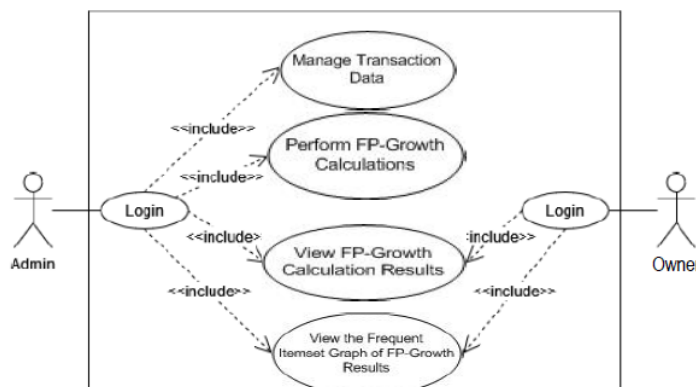 Manage Transaction
Data
<<include>>
Perform FP-Growth
Calculations
<<include>>
Login
Login
<<include>
:include>>
Admin
View FP-Growth
Calculation Results
Owner
<<include>>
<<include>>
View the Frequent
Itemset Graph of FP-Growth
Results